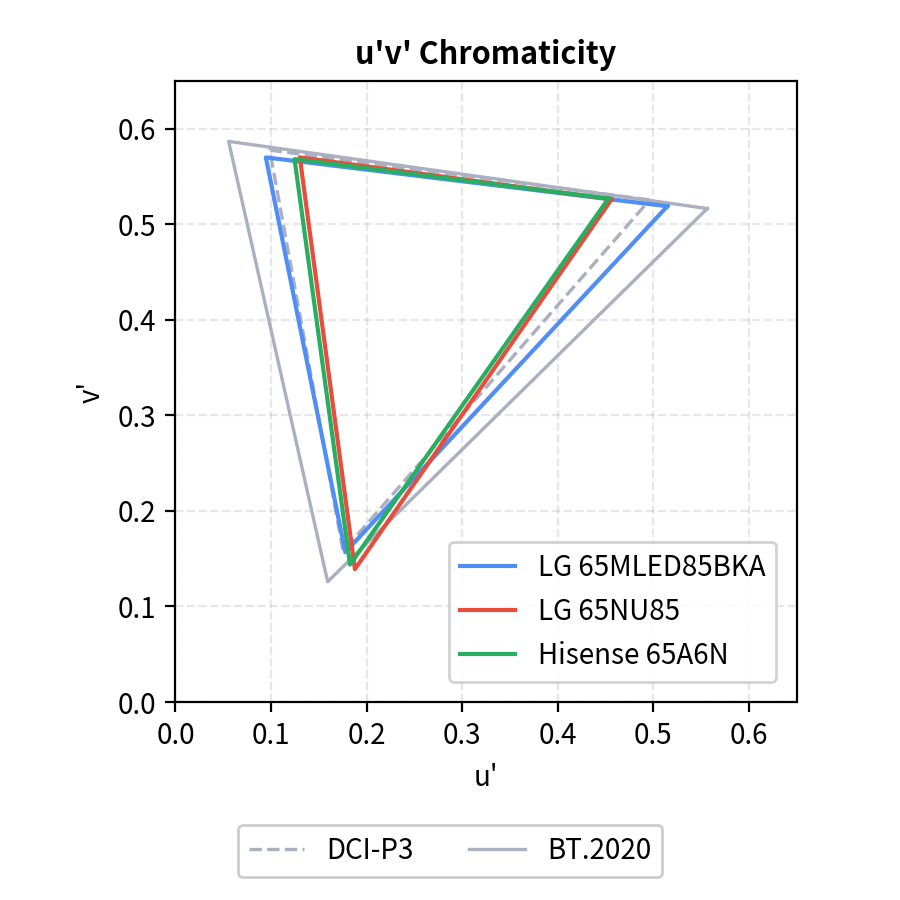 u'v' Chromaticity
v'
0.6
0.5
0.4
0.3
0.2
0.1
0.0
LG 65MLED85BKA
LG 65NU85
Hisense 65A6N
0.0 0.1 0.2 0.3 0.4 0.5 0.6
u'
DCI-P3 BT.2020